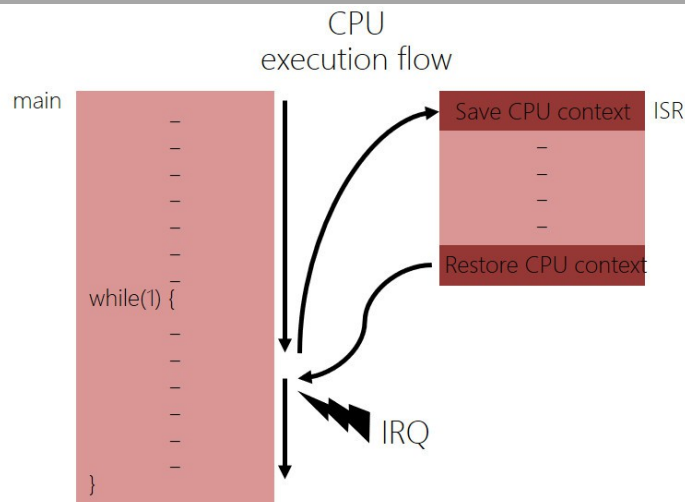 CPU
execution flow
main
Save CPU context
ISR
–
–
–
–
–
–
–
while(1) {
–
–
–
–
–
–
}
–
–
–
Restore CPU context
IRQ